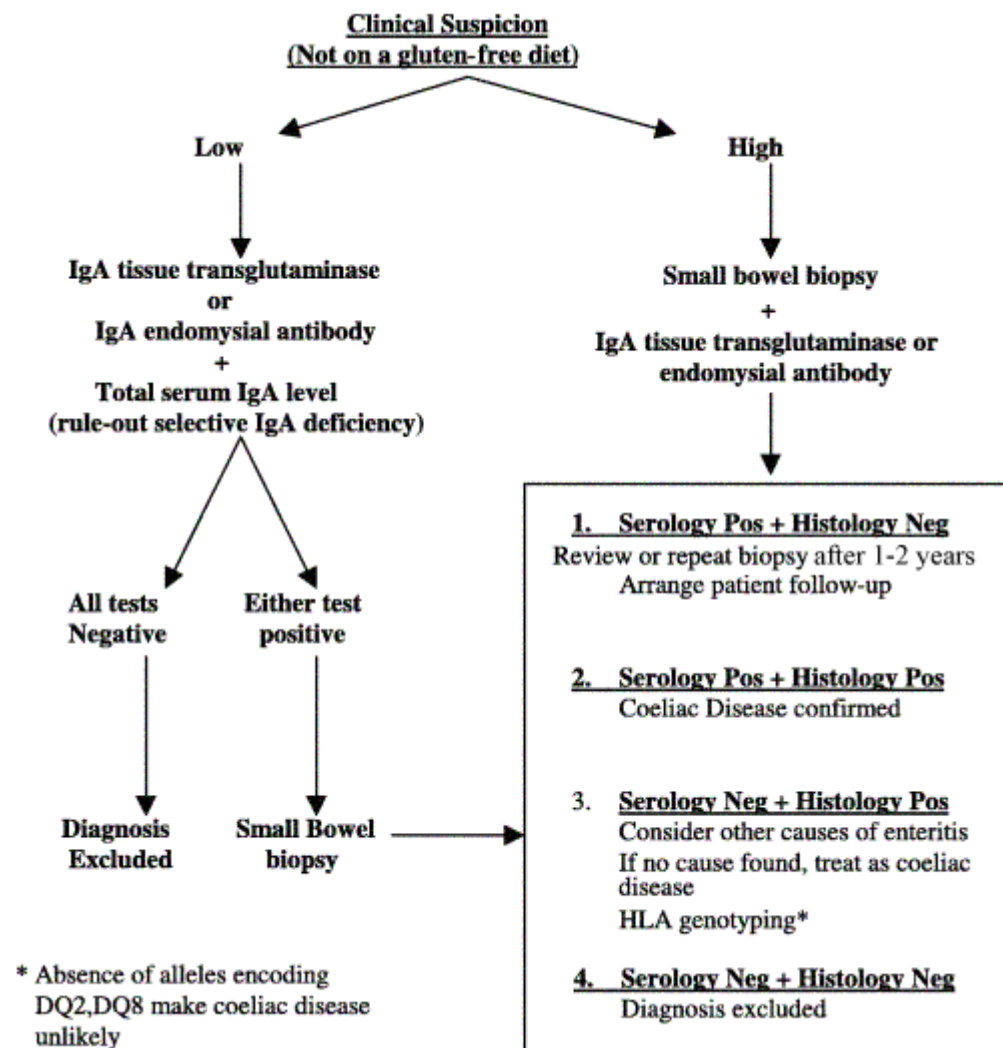 Clinical Suspicion
(Not on a gluten-free diet)
Low
High
IgA tissue transglutaminase
or
IgA endomysial antibody
+
Total serum IgA level
(rule-out selective IgA deficiency)
Small bowel biopsy
+
IgA tissue transglutaminase or
endomysial antibody
All tests
Negative
Either test
positive
Diagnosis
Excluded
Small Bowel
biopsy
1. Serology Pos + Histology Neg
Review or repeat biopsy after 1-2 years
Arrange patient follow-up
2. Serology Pos + Histology Pos
Coeliac Disease confirmed
3. Serology Neg + Histology Pos
Consider other causes of enteritis
If no cause found, treat as coeliac
disease
HLA genotyping*
4. Serology Neg + Histology Neg
Diagnosis excluded
* Absence of alleles encoding
DQ2,DQ8 make coeliac disease
unlikely